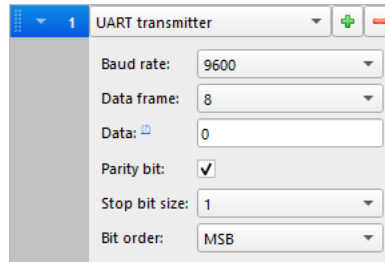 1 UART transmitter
Baud rate: 9600
Data frame: 8
Data: 0
Parity bit:
Stop bit size: 1
Bit order: MSB